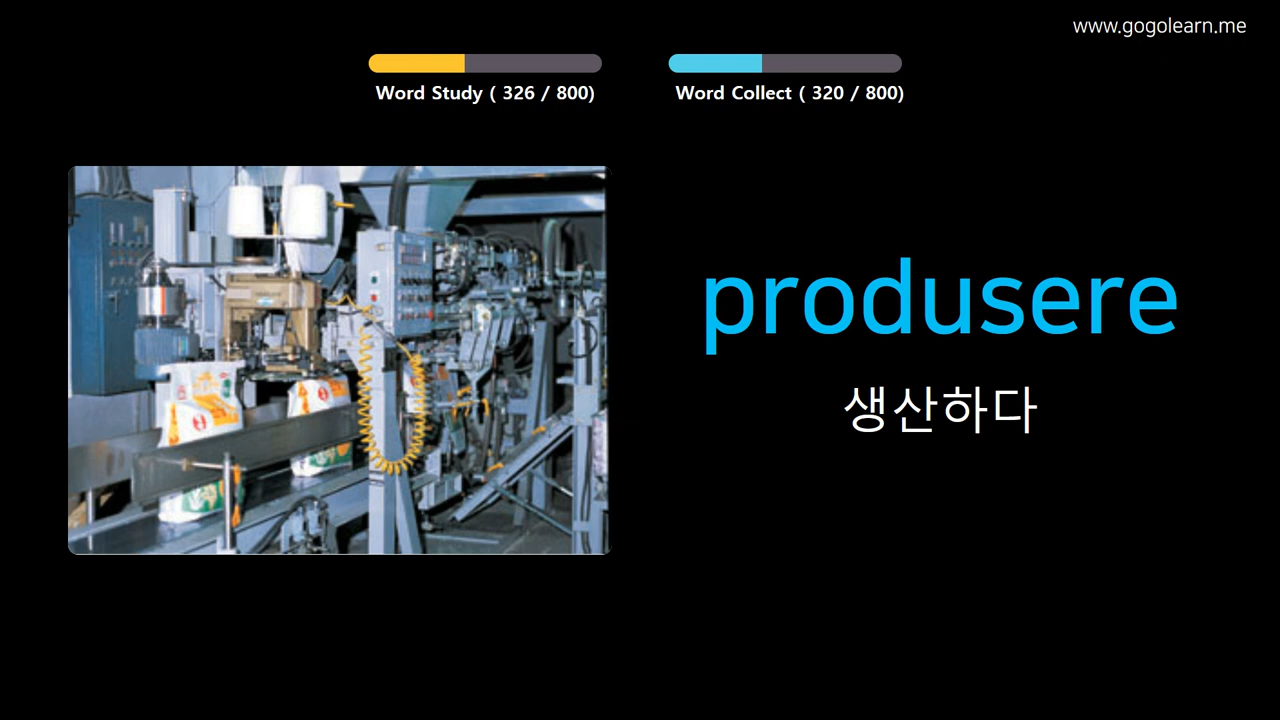 www.gogolearn.me
Word Study ( 326 / 800)
Word Collect ( 320 / 800)
produsere
생산하다